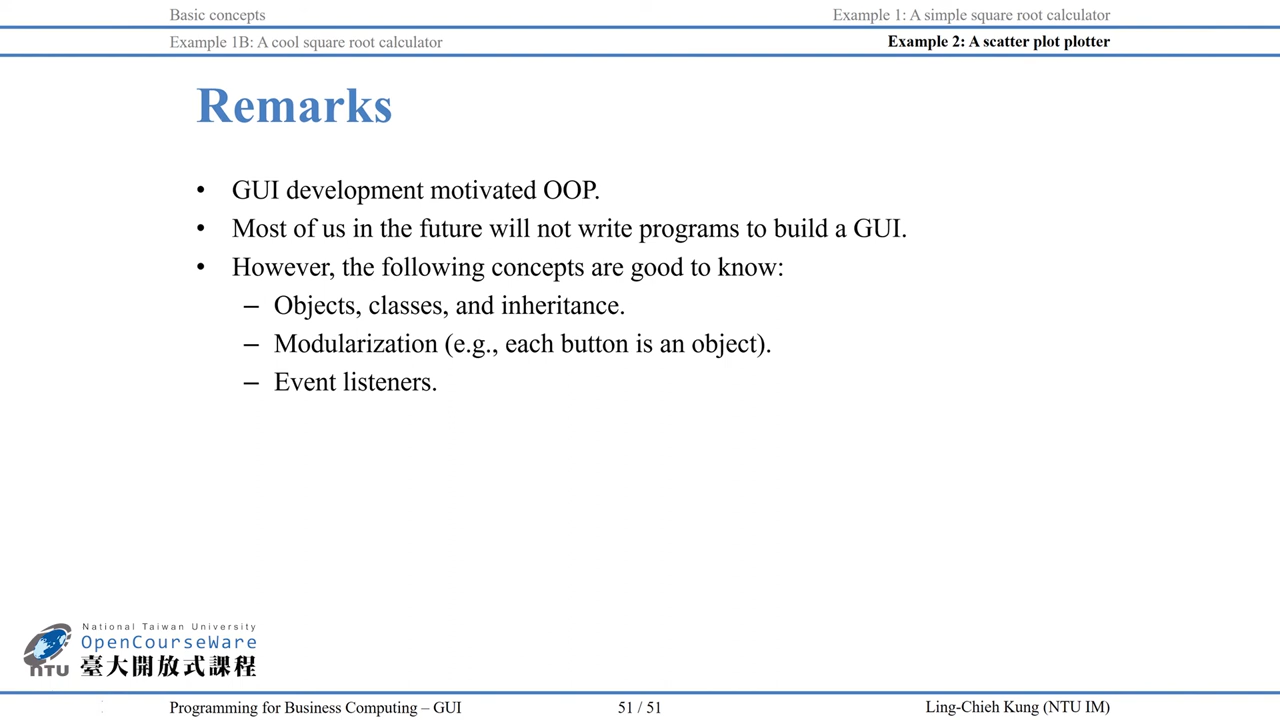 Basic concepts
Example 1: A simple square root calculator
Example 1B: A cool square root calculator
Example 2: A scatter plot plotter
Remarks
• GUI development motivated OOP.
• Most of us in the future will not write programs to build a GUI.
• However, the following concepts are good to know:
– Objects, classes, and inheritance.
– Modularization (e.g., each button is an object).
– Event listeners.
National Taiwan University
OpenCourseWare
NTU 臺大開放式課程
Programming for Business Computing – GUI
51 / 51
Ling-Chieh Kung (NTU IM)